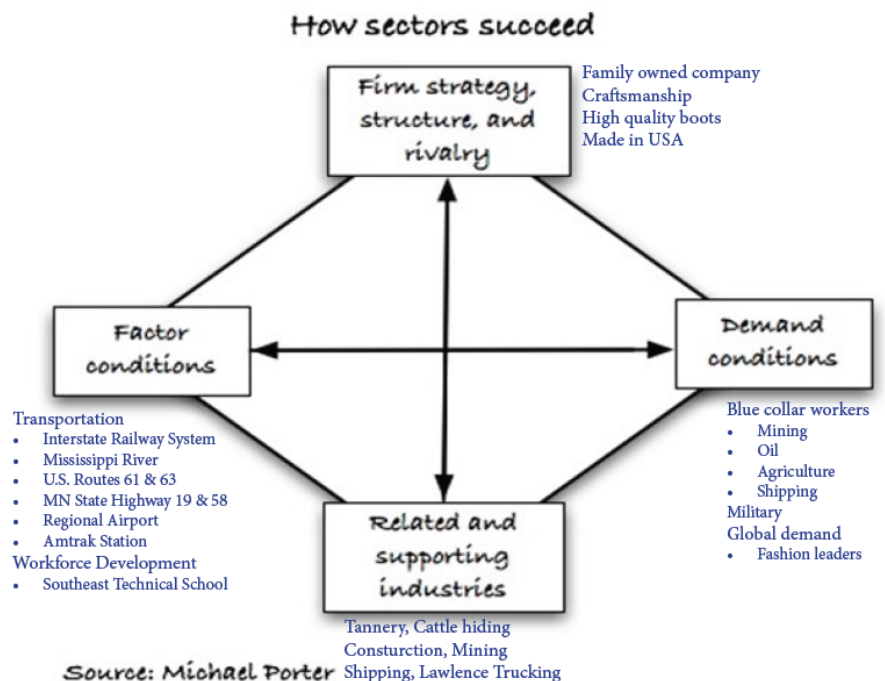 How sectors succeed
Firm strategy,
structure, and
rivalry
Family owned company
Craftsmanship
High quality boots
Made in USA
Factor
conditions
Demand
conditions
Transportation
• Interstate Railway System
• Mississippi River
• U.S. Routes 61 & 63
• MN State Highway 19 & 58
• Regional Airport
• Amtrak Station
Workforce Development
• Southeast Technical School
Blue collar workers
• Mining
• Oil
• Agriculture
• Shipping
Military
Global demand
• Fashion leaders
Related and
supporting
industries
Tannery, Cattle hiding
Consturction, Mining
Shipping, Lawlence Trucking
Source: Michael Porter